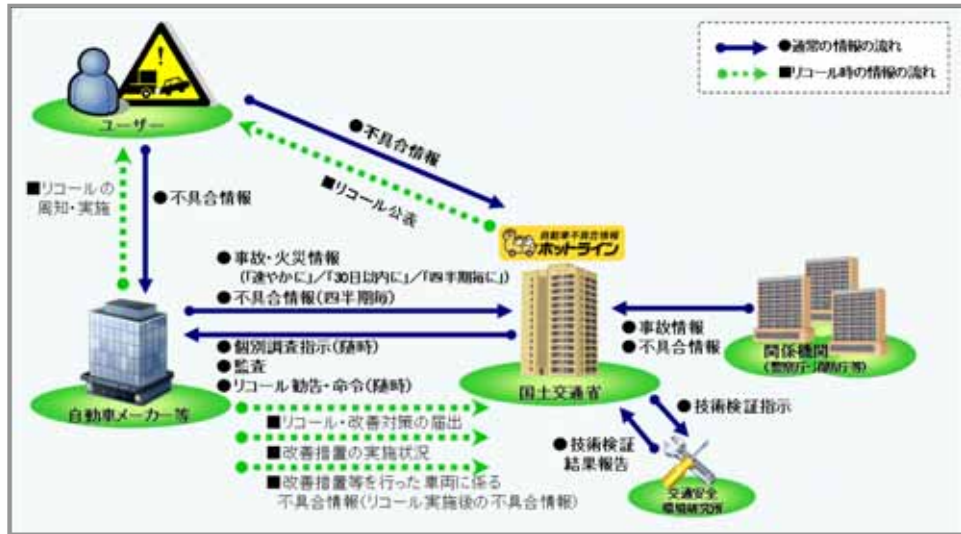 ●通常の情報の流れ
■リコール時の情報の流れ
ユーザー
●不具合情報
■リコール公表
■リコールの
周知・実施
●不具合情報
自動車不具合情報
ホットライン
●事故・火災情報
(「速やかに」/「30日以内に」/「四半期毎に」)
●不具合情報(四半期毎)
●個別調査指示(随時)
●監査
●リコール勧告・命令(随時)
●事故情報
●不具合情報
関係機関
(警察庁・消防庁等)
自動車メーカー等
国土交通省
■リコール・改善対策の届出
■改善措置の実施状況
■改善措置等を行った車両に係る
不具合情報(リコール実施後の不具合情報)
●技術検証指示
●技術検証
結果報告
交通安全
環境研究所